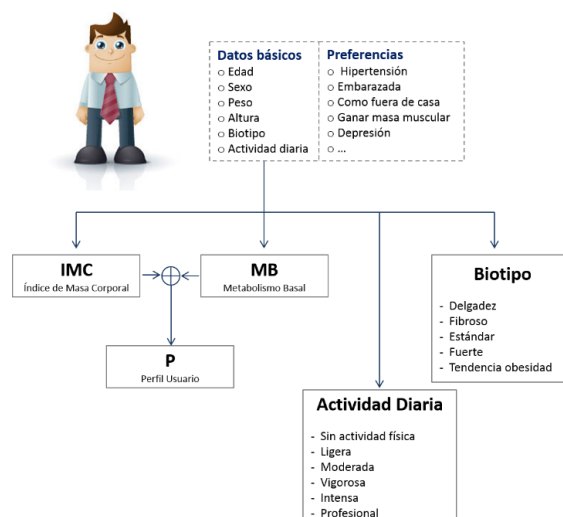 Datos básicos
○ Edad
○ Sexo
○ Peso
○ Altura
○ Biotipo
○ Actividad diaria
Preferencias
○ Hipertensión
○ Embarazada
○ Como fuera de casa
○ Ganar masa muscular
○ Depresión
○ ...
IMC
Índice de Masa Corporal
MB
Metabolismo Basal
P
Perfil Usuario
Biotipo
- Delgadez
- Fibroso
- Estándar
- Fuerte
- Tendencia obesidad
Actividad Diaria
- Sin actividad física
- Ligera
- Moderada
- Vigorosa
- Intensa
- Profesional